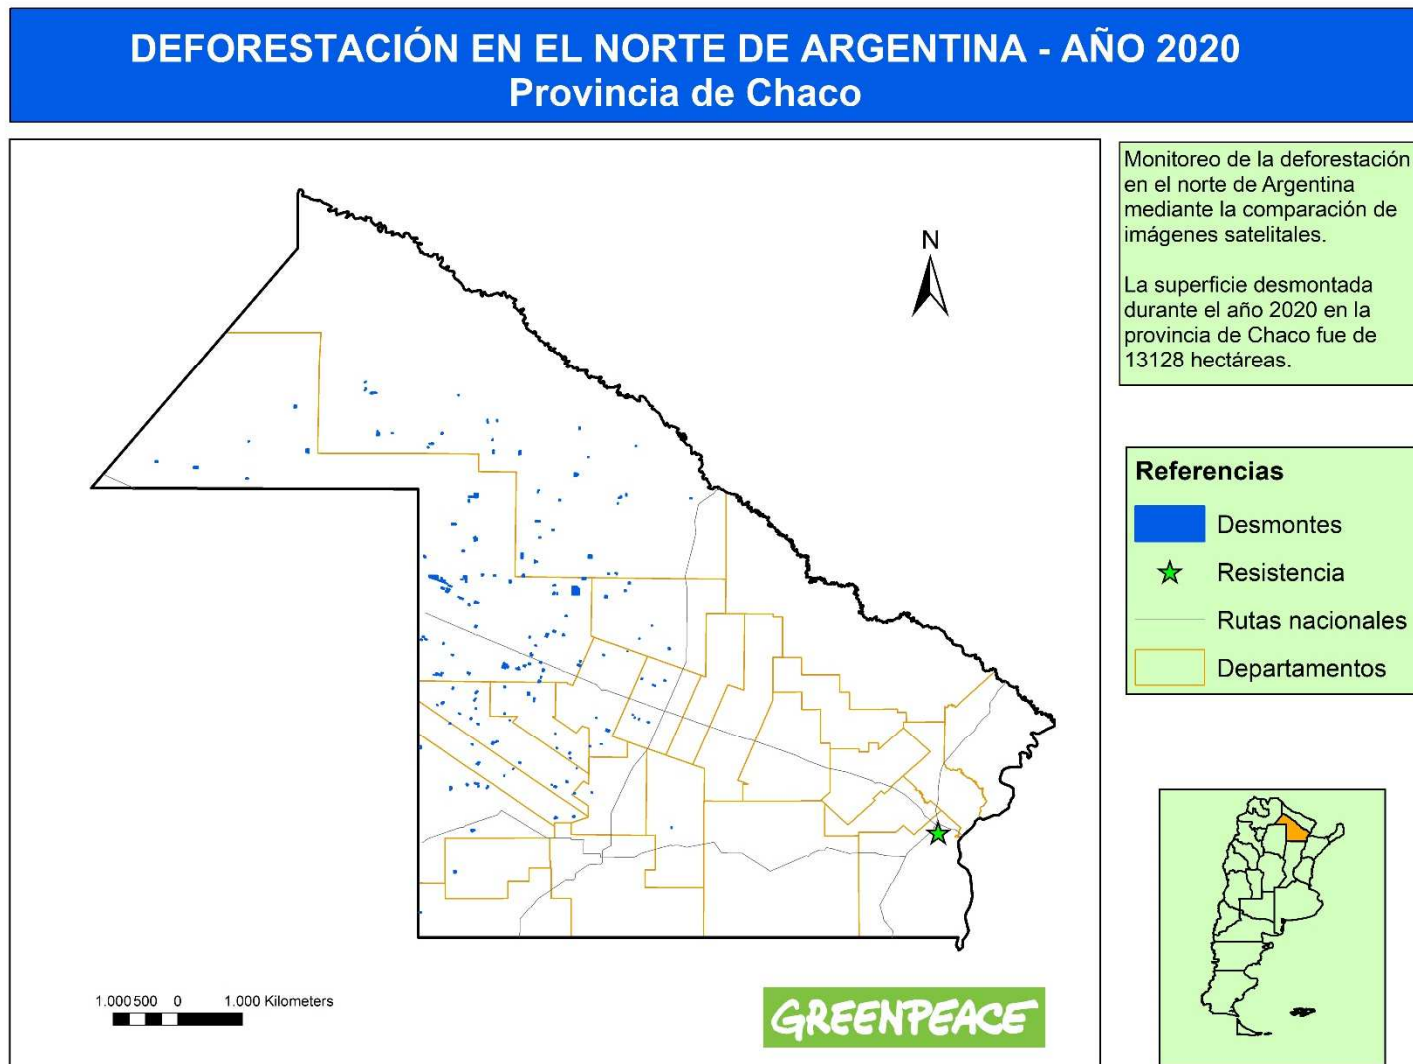 DEFORESTACIÓN EN EL NORTE DE ARGENTINA - AÑO 2020
Provincia de Chaco
Monitoreo de la deforestación
en el norte de Argentina
mediante la comparación de
imágenes satelitales.
La superficie desmontada
durante el año 2020 en la
provincia de Chaco fue de
13128 hectáreas.
N
Referencias
Desmontes
Resistencia
Rutas nacionales
Departamentos
1.000 500 0 1.000 Kilometers
GREENPEACE